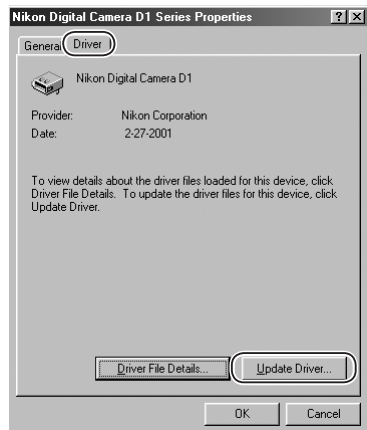 Nikon Digital Camera D1 Series Properties
General Driver
Nikon Digital Camera D1
Provider: Nikon Corporation
Date: 2-27-2001
To view details about the driver files loaded for this device, click
Driver File Details. To update the driver files for this device, click
Update Driver.
Driver File Details... Update Driver...
OK Cancel